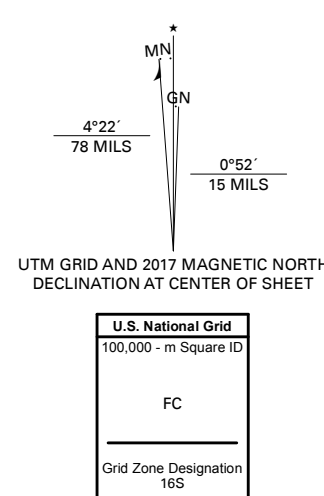 ★
MN
GN
4°22´
78 MILS
0°52´
15 MILS
UTM GRID AND 2017 MAGNETIC NORTH
DECLINATION AT CENTER OF SHEET
U.S. National Grid
100,000 - m Square ID
FC
Grid Zone Designation
16S